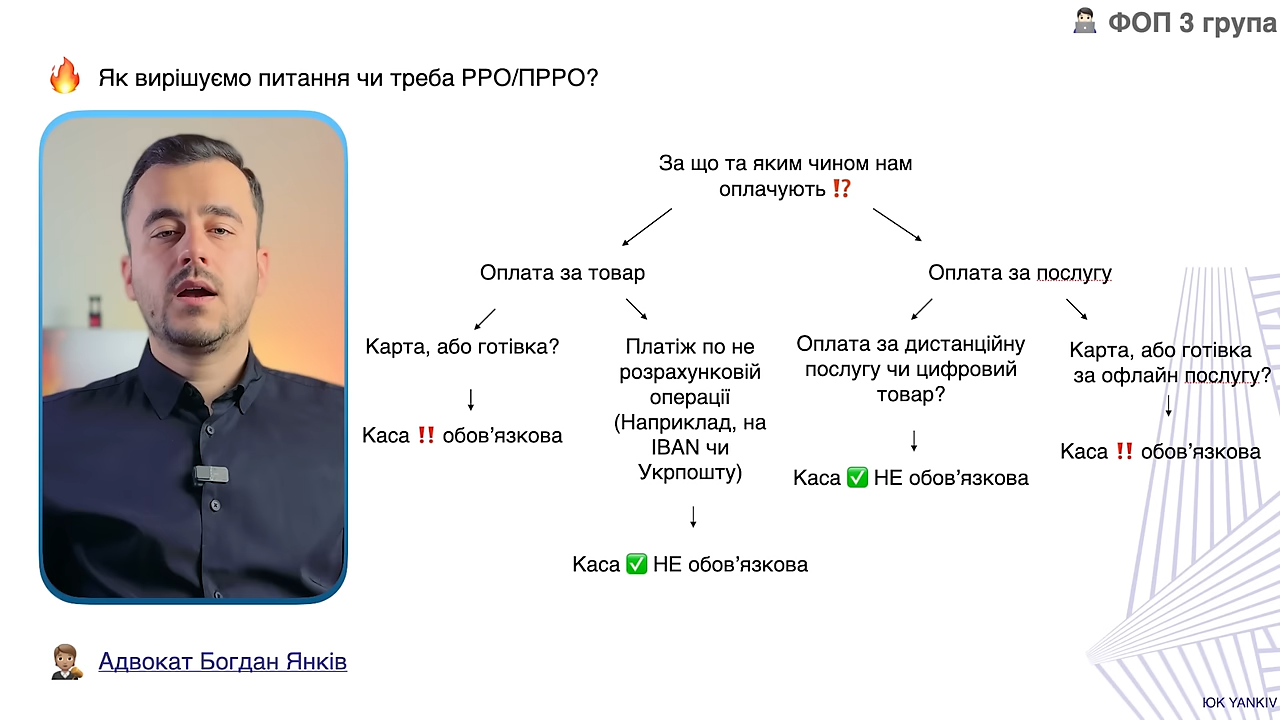 ФОП 3 група
Як вирішуємо питання чи треба РРО/ПРРО?
За що та яким чином нам
оплачують ⁉️
Оплата за товар
Оплата за послугу
Карта, або готівка?
Платіж по не
розрахунковій
операції
(Наприклад, на
IBAN чи
Укрпошту)
Оплата за дистанційну
послугу чи цифровий
товар?
Карта, або готівка
за офлайн послугу?
Каса ‼️ обов’язкова
Каса ✅ НЕ обов’язкова
Каса ✅ НЕ обов’язкова
Каса ‼️ обов’язкова
Адвокат Богдан Янків
ЮК YANKIV